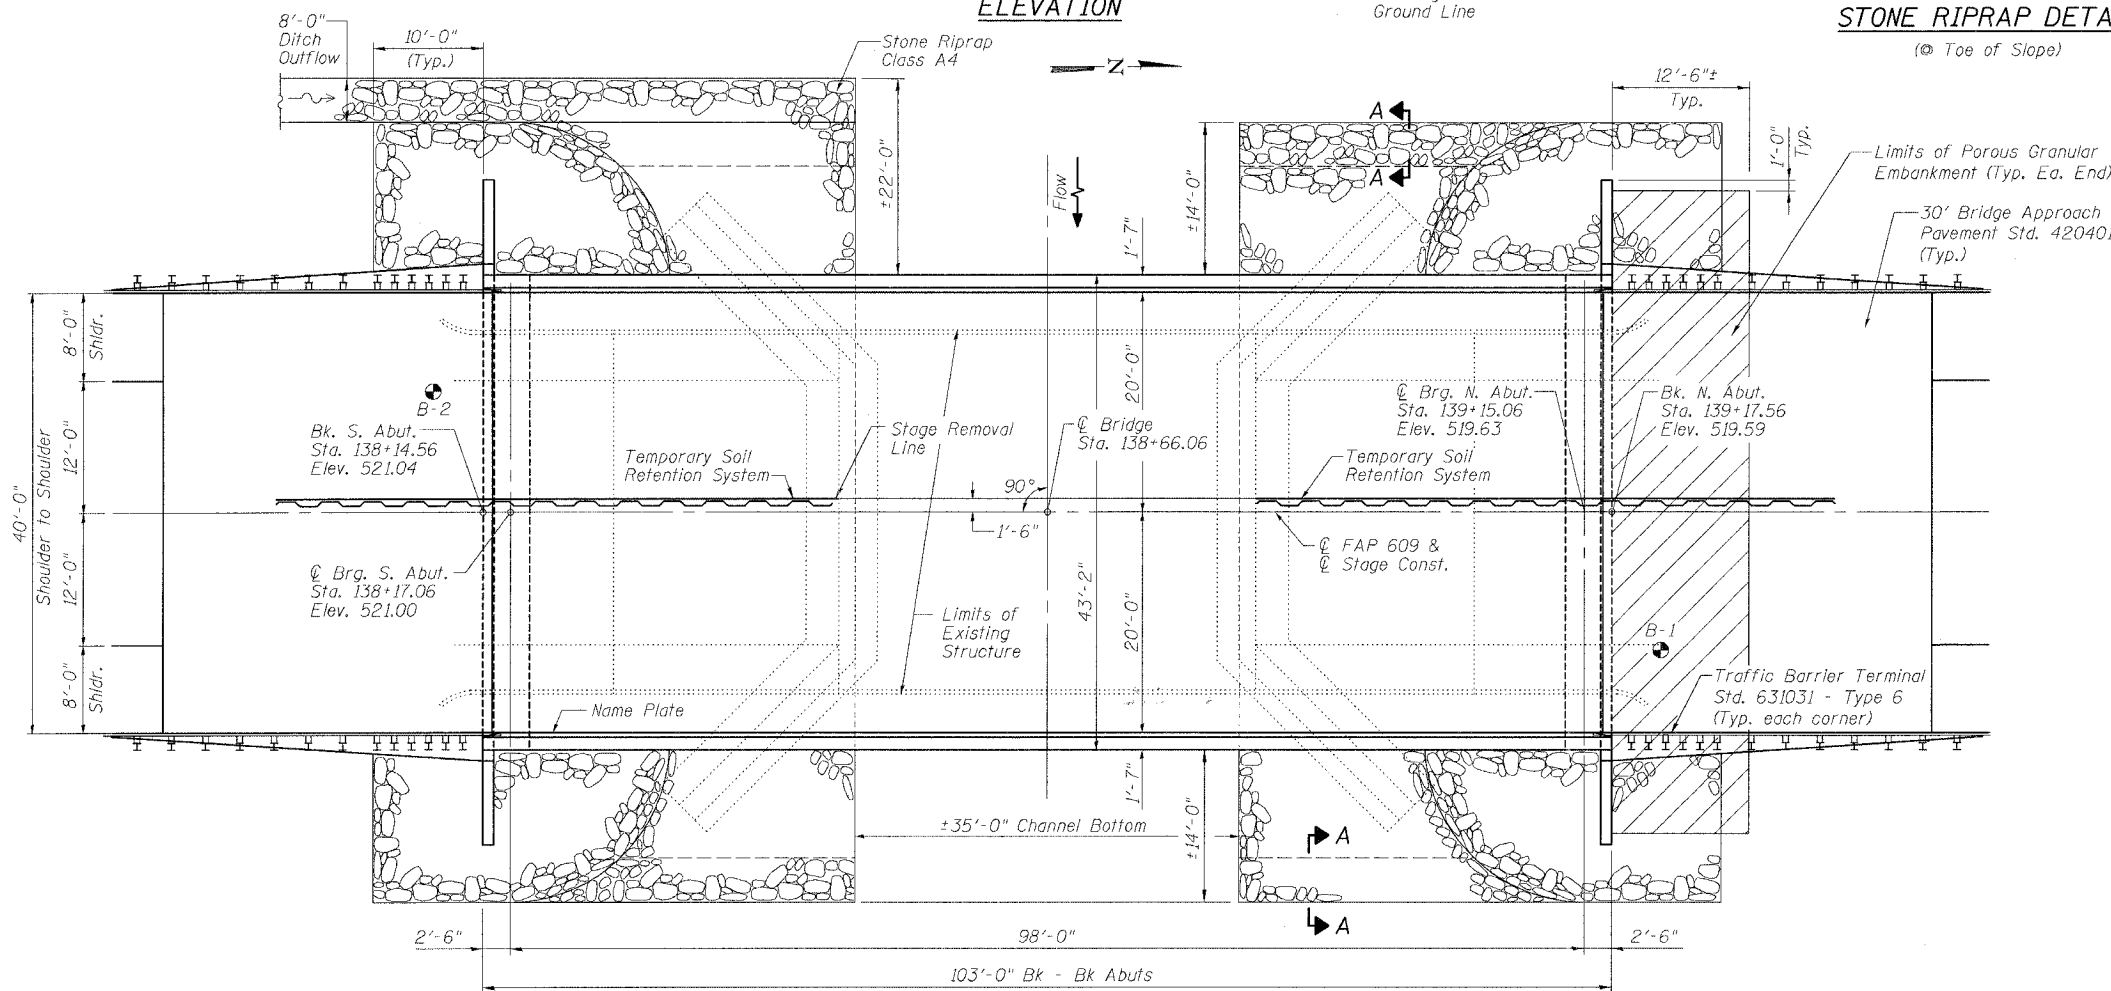 ELEVATION
Ground Line
STONE RIPRAP DETA
(@ Toe of Slope)
8'-0"
Ditch
Outflow
10'-0"
(Typ.)
Stone Riprap
Class A4
N
12'-6"±
Typ.
A
A
1'-0"
Typ.
Limits of Porous Granular
Embankment (Typ. Ea. End)
30' Bridge Approach
Pavement Std. 420401
(Typ.)
±22'-0"
Flow
1'-7"
±14'-0"
8'-0"
Shldr.
12'-0"
40'-0"
Shoulder to Shoulder
12'-0"
8'-0"
Shldr.
B-2
Bk. S. Abut.
Sta. 138+14.56
Elev. 521.04
Temporary Soil
Retention System
Stage Removal
Line
℄ Bridge
Sta. 138+66.06
20'-0"
℄ Brg. N. Abut.
Sta. 139+15.06
Elev. 519.63
Bk. N. Abut.
Sta. 139+17.56
Elev. 519.59
Temporary Soil
Retention System
90°
1'-6"
℄ FAP 609 &
℄ Stage Const.
℄ Brg. S. Abut.
Sta. 138+17.06
Elev. 521.00
Limits of
Existing
Structure
43'-2"
20'-0"
B-1
Traffic Barrier Terminal
Std. 631031 - Type 6
(Typ. each corner)
Name Plate
±35'-0" Channel Bottom
1'-7"
±14'-0"
A
A
2'-6"
98'-0"
2'-6"
103'-0" Bk - Bk Abuts